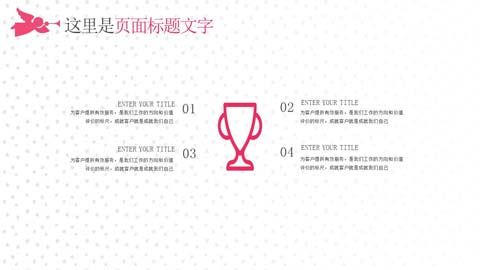 这里是页面标题文字
ENTER YOUR TITLE
为客户提供有效服务，是我们工作的方向和价值
评价的标尺，成就客户就是成就我们自己
01
02
ENTER YOUR TITLE
为客户提供有效服务，是我们工作的方向和价值
评价的标尺，成就客户就是成就我们自己
ENTER YOUR TITLE
为客户提供有效服务，是我们工作的方向和价值
评价的标尺，成就客户就是成就我们自己
03
04
ENTER YOUR TITLE
为客户提供有效服务，是我们工作的方向和价值
评价的标尺，成就客户就是成就我们自己